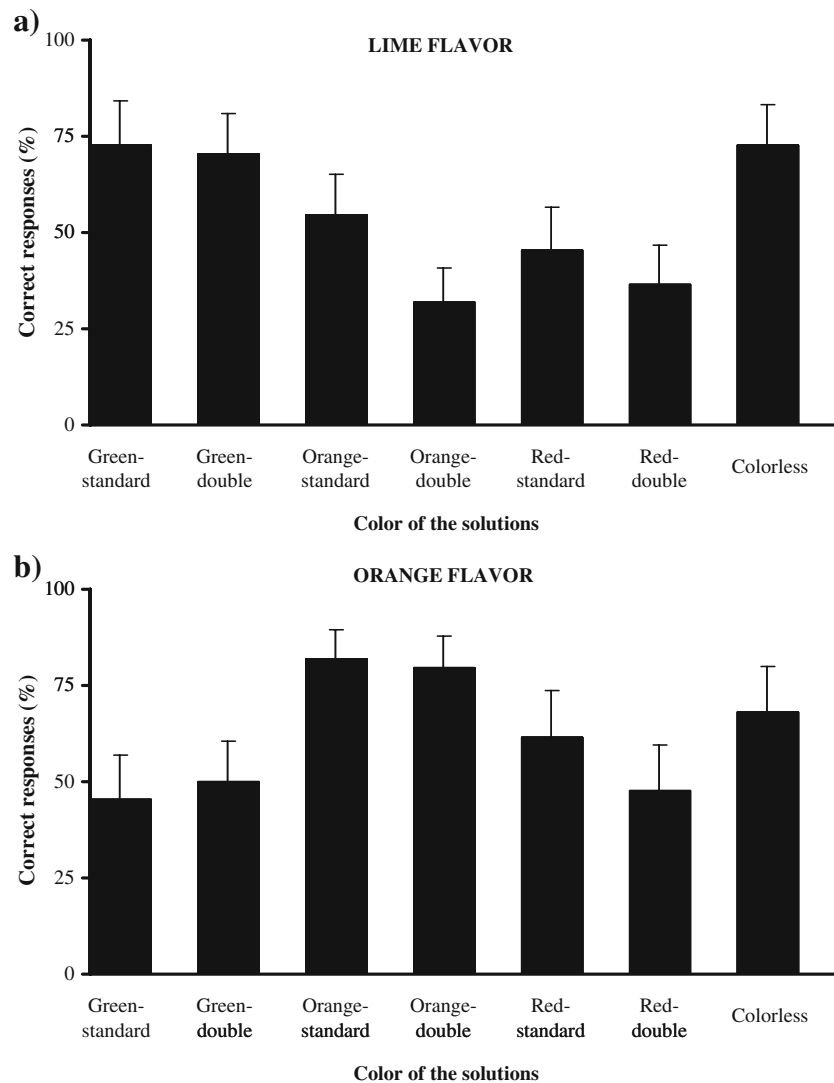 a)
LIME FLAVOR
100
75
50
25
0
Correct responses (%)
Green-standard
Green-double
Orange-standard
Orange-double
Red-standard
Red-double
Colorless
Color of the solutions
b)
ORANGE FLAVOR
100
75
50
25
0
Correct responses (%)
Green-standard
Green-double
Orange-standard
Orange-double
Red-standard
Red-double
Colorless
Color of the solutions